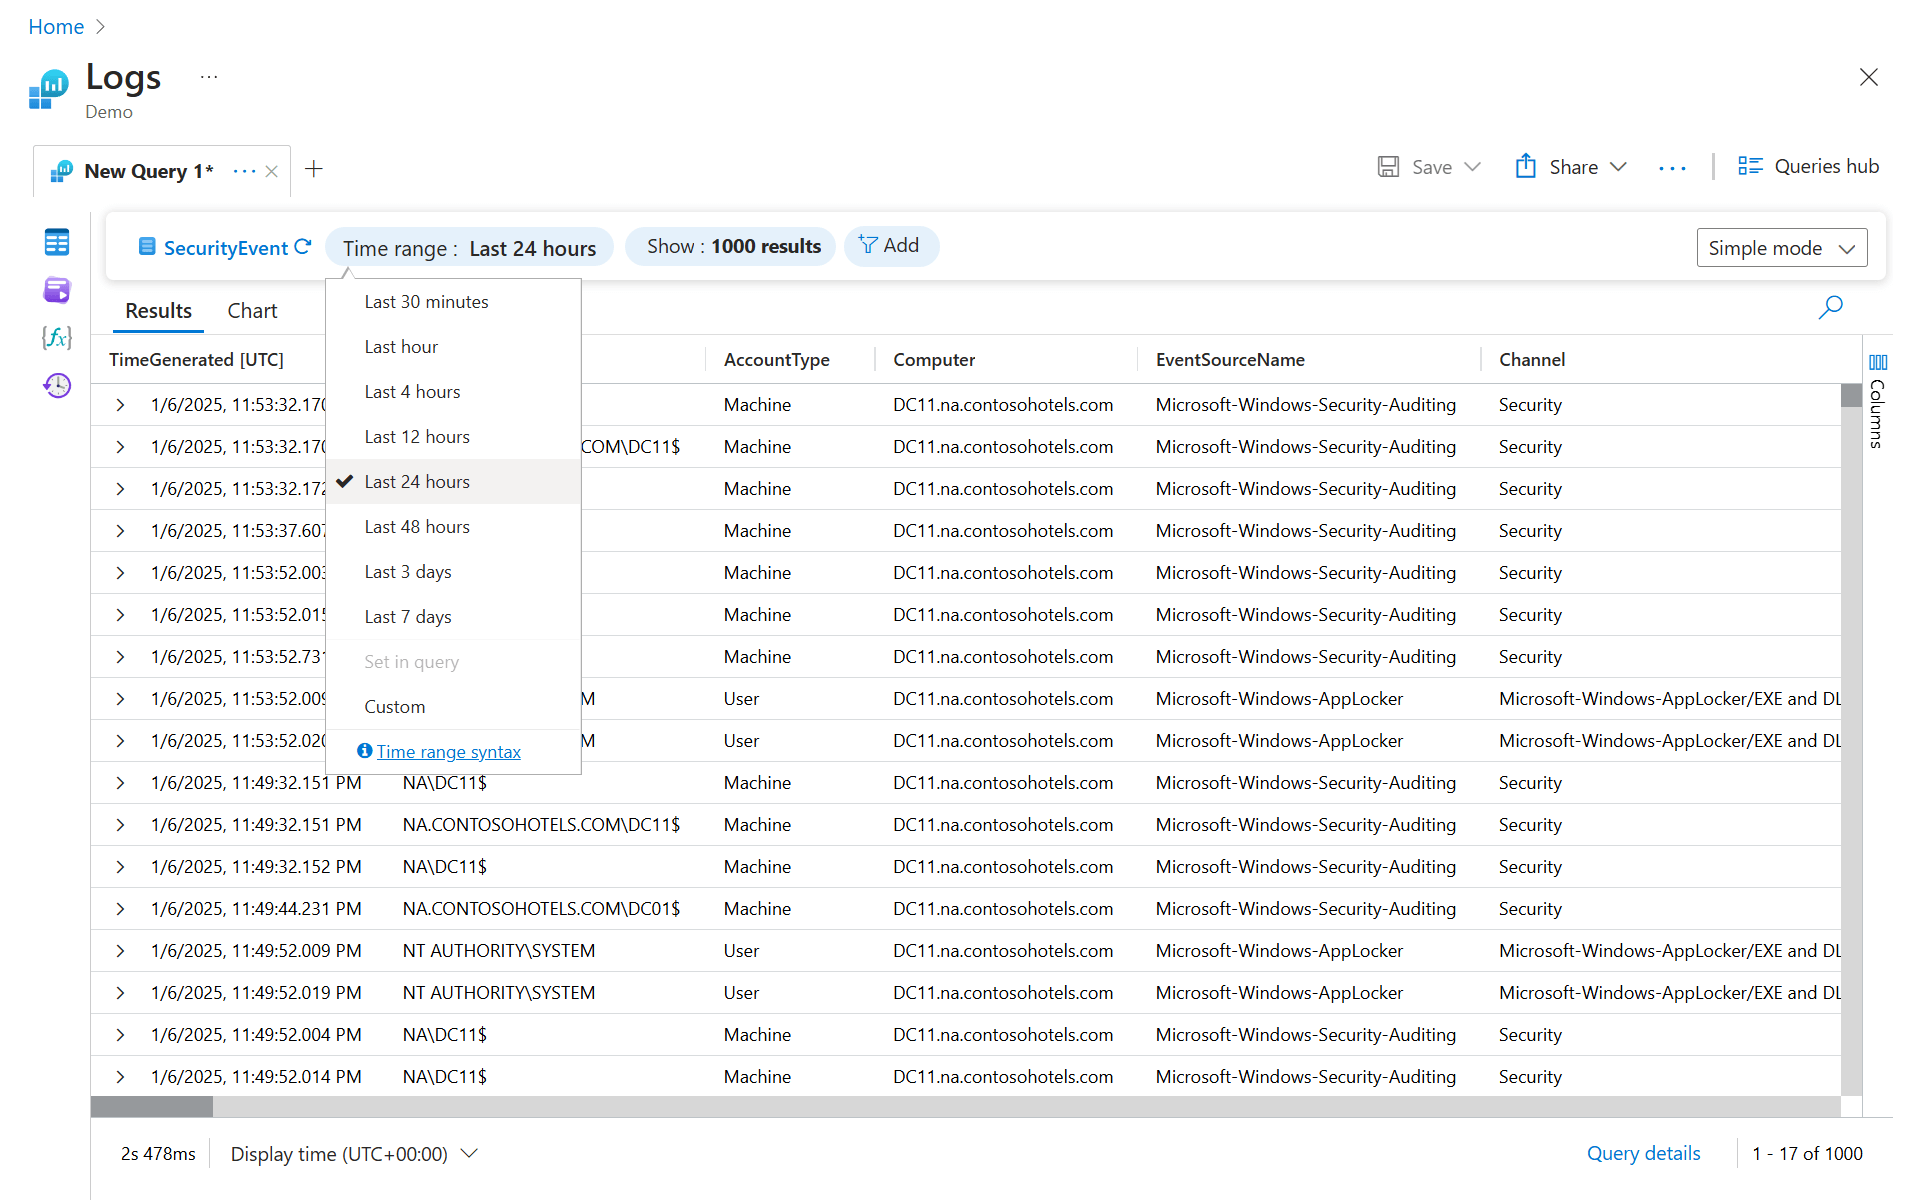 Home
Logs ...
Demo
New Query 1* ...
Save
Share
...
Queries hub
SecurityEvent
Time range : Last 24 hours
Show : 1000 results
Add
Simple mode
Results Chart
Last 30 minutes
Last hour
Last 4 hours
Last 12 hours
Last 24 hours
Last 48 hours
Last 3 days
Last 7 days
Set in query
Custom
Time range syntax
TimeGenerated [UTC] AccountType Computer EventSourceName Channel
Columns
1/6/2025, 11:53:32.170 Machine DC11.na.contosohotels.com Microsoft-Windows-Security-Auditing Security
1/6/2025, 11:53:32.170 COM\DC11$ Machine DC11.na.contosohotels.com Microsoft-Windows-Security-Auditing Security
1/6/2025, 11:53:32.172 Machine DC11.na.contosohotels.com Microsoft-Windows-Security-Auditing Security
1/6/2025, 11:53:37.607 Machine DC11.na.contosohotels.com Microsoft-Windows-Security-Auditing Security
1/6/2025, 11:53:52.003 Machine DC11.na.contosohotels.com Microsoft-Windows-Security-Auditing Security
1/6/2025, 11:53:52.015 Machine DC11.na.contosohotels.com Microsoft-Windows-Security-Auditing Security
1/6/2025, 11:53:52.731 Machine DC11.na.contosohotels.com Microsoft-Windows-Security-Auditing Security
1/6/2025, 11:53:52.009 M User DC11.na.contosohotels.com Microsoft-Windows-AppLocker Microsoft-Windows-AppLocker/EXE and DL
1/6/2025, 11:53:52.020 M User DC11.na.contosohotels.com Microsoft-Windows-AppLocker Microsoft-Windows-AppLocker/EXE and DL
1/6/2025, 11:49:32.151 PM NA\DC11$ Machine DC11.na.contosohotels.com Microsoft-Windows-Security-Auditing Security
1/6/2025, 11:49:32.151 PM NA.CONTOSOHOTELS.COM\DC11$ Machine DC11.na.contosohotels.com Microsoft-Windows-Security-Auditing Security
1/6/2025, 11:49:32.152 PM NA\DC11$ Machine DC11.na.contosohotels.com Microsoft-Windows-Security-Auditing Security
1/6/2025, 11:49:44.231 PM NA.CONTOSOHOTELS.COM\DC01$ Machine DC11.na.contosohotels.com Microsoft-Windows-Security-Auditing Security
1/6/2025, 11:49:52.009 PM NT AUTHORITY\SYSTEM User DC11.na.contosohotels.com Microsoft-Windows-AppLocker Microsoft-Windows-AppLocker/EXE and DL
1/6/2025, 11:49:52.019 PM NT AUTHORITY\SYSTEM User DC11.na.contosohotels.com Microsoft-Windows-AppLocker Microsoft-Windows-AppLocker/EXE and DL
1/6/2025, 11:49:52.004 PM NA\DC11$ Machine DC11.na.contosohotels.com Microsoft-Windows-Security-Auditing Security
1/6/2025, 11:49:52.014 PM NA\DC11$ Machine DC11.na.contosohotels.com Microsoft-Windows-Security-Auditing Security
2s 478ms Display time (UTC+00:00) Query details 1 - 17 of 1000